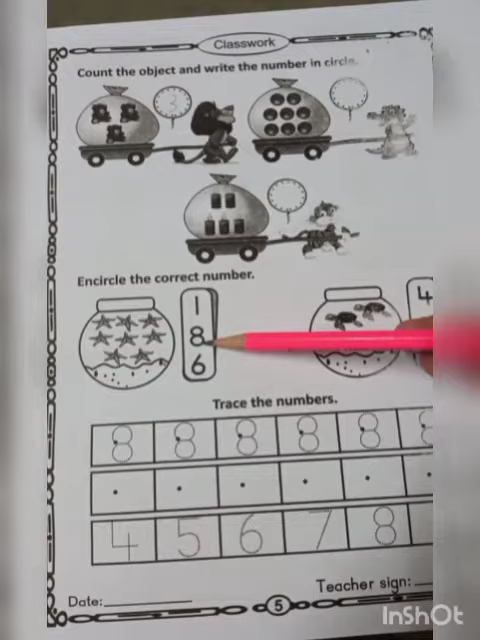 Classwork
Count the object and write the number in circle.
3
Encircle the correct number.
1
8
6
4
Trace the numbers.
8 8 8 8 8 8
4 5 6 7 8
Date:
Teacher sign:
5
InShOt